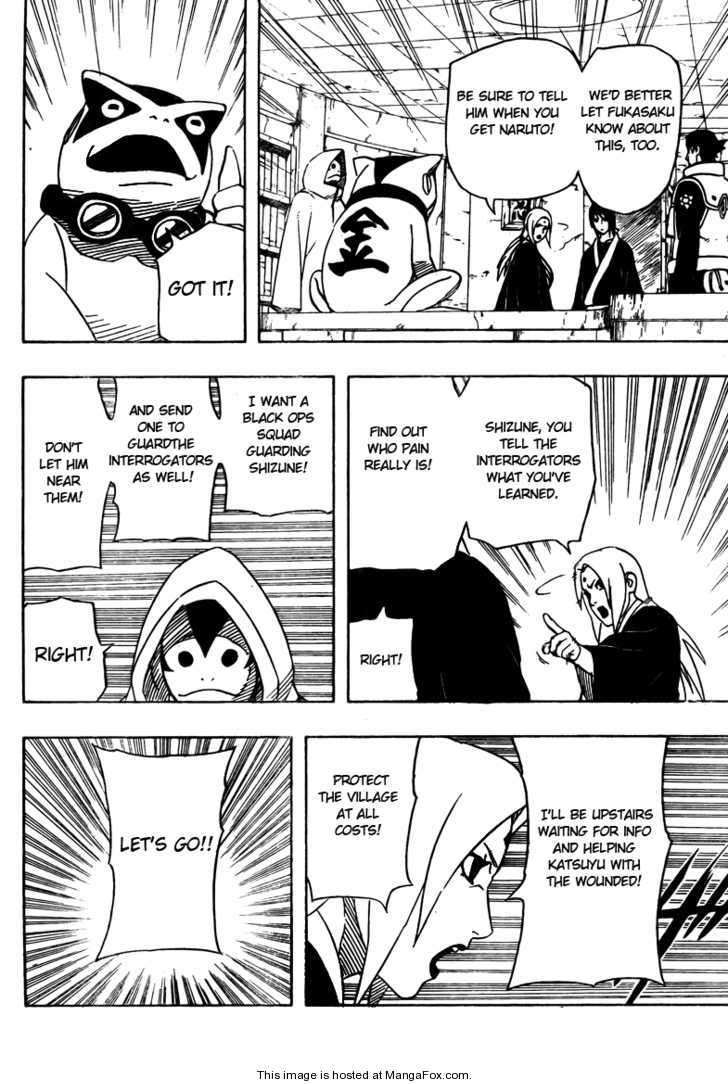 WE'D BETTER
LET FUKASAKU
KNOW ABOUT
THIS, TOO.
BE SURE TO TELL
HIM WHEN YOU
GET NARUTO!
金
GOT IT!
SHIZUNE, YOU
TELL THE
INTERROGATORS
WHAT YOU'VE
LEARNED.
FIND OUT
WHO PAIN
REALLY IS!
RIGHT!
I WANT A
BLACK OPS
SQUAD
GUARDING
SHIZUNE!
AND SEND
ONE TO
GUARDTHE
INTERROGATORS
AS WELL!
DON'T
LET HIM
NEAR
THEM!
RIGHT!
I'LL BE UPSTAIRS
WAITING FOR INFO
AND HELPING
KATSUYU WITH
THE WOUNDED!
PROTECT
THE VILLAGE
AT ALL
COSTS!
LET'S GO!!
This image is hosted at MangaFox.com.